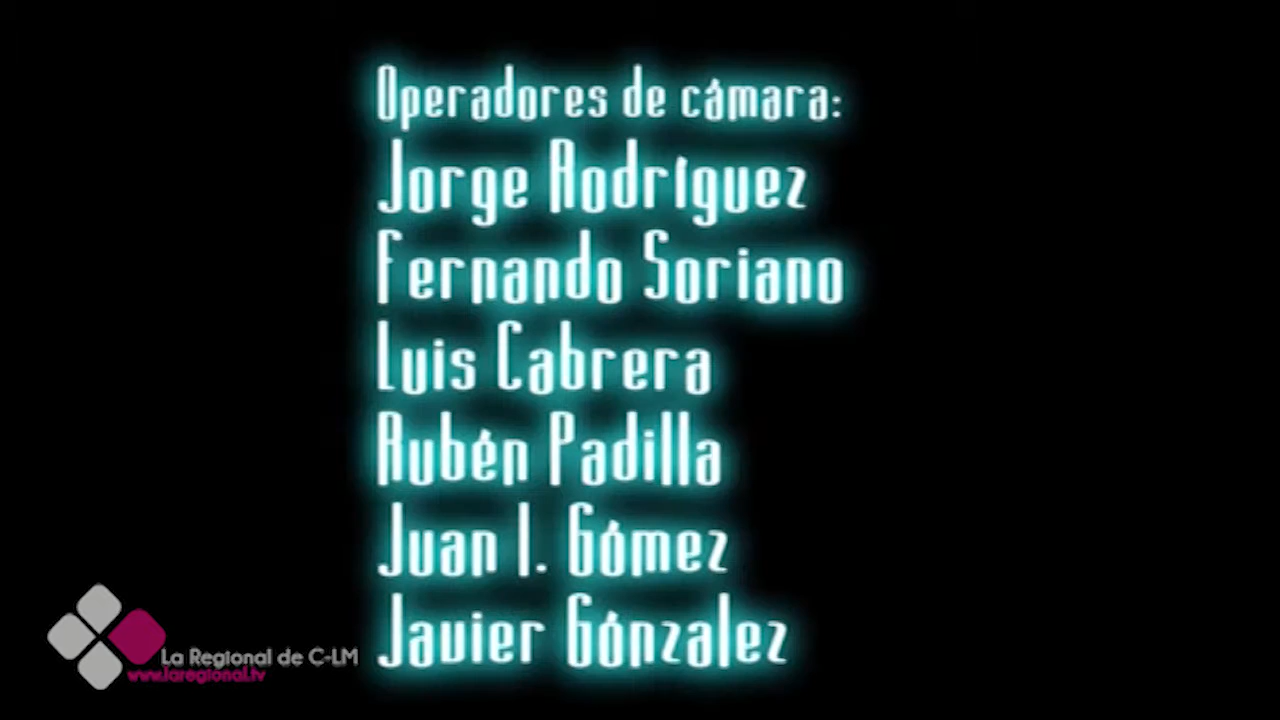 Operadores de cámara:
Jorge Rodríguez
Fernando Soriano
Luis Cabrera
Rubén Padilla
Juan I. Gómez
Javier Gónzalez
La Regional de C-LM
www.laregional.tv